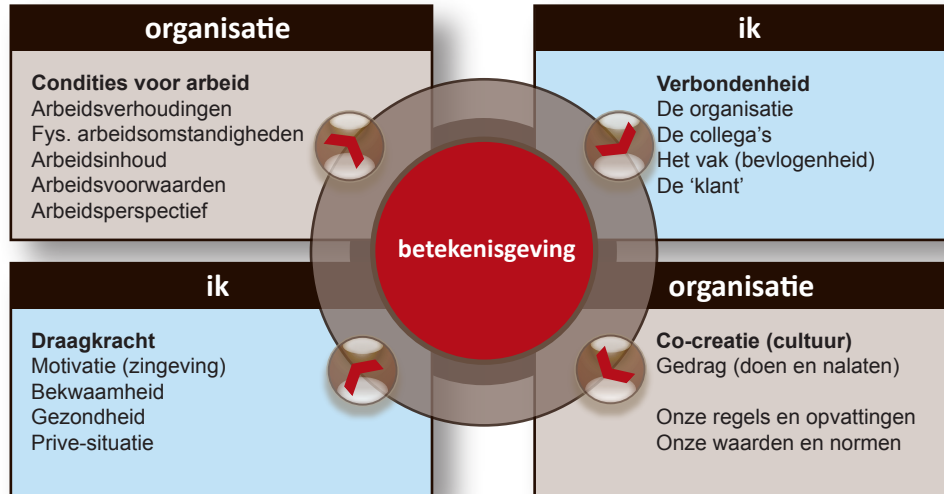 organisatie
Condities voor arbeid
Arbeidsverhoudingen
Fys. arbeidsomstandigheden
Arbeidsinhoud
Arbeidsvoorwaarden
Arbeidsperspectief
ik
Verbondenheid
De organisatie
De collega’s
Het vak (bevlogenheid)
De ‘klant’
betekenisgeving
ik
Draagkracht
Motivatie (zingeving)
Bekwaamheid
Gezondheid
Prive-situatie
organisatie
Co-creatie (cultuur)
Gedrag (doen en nalaten)
Onze regels en opvattingen
Onze waarden en normen